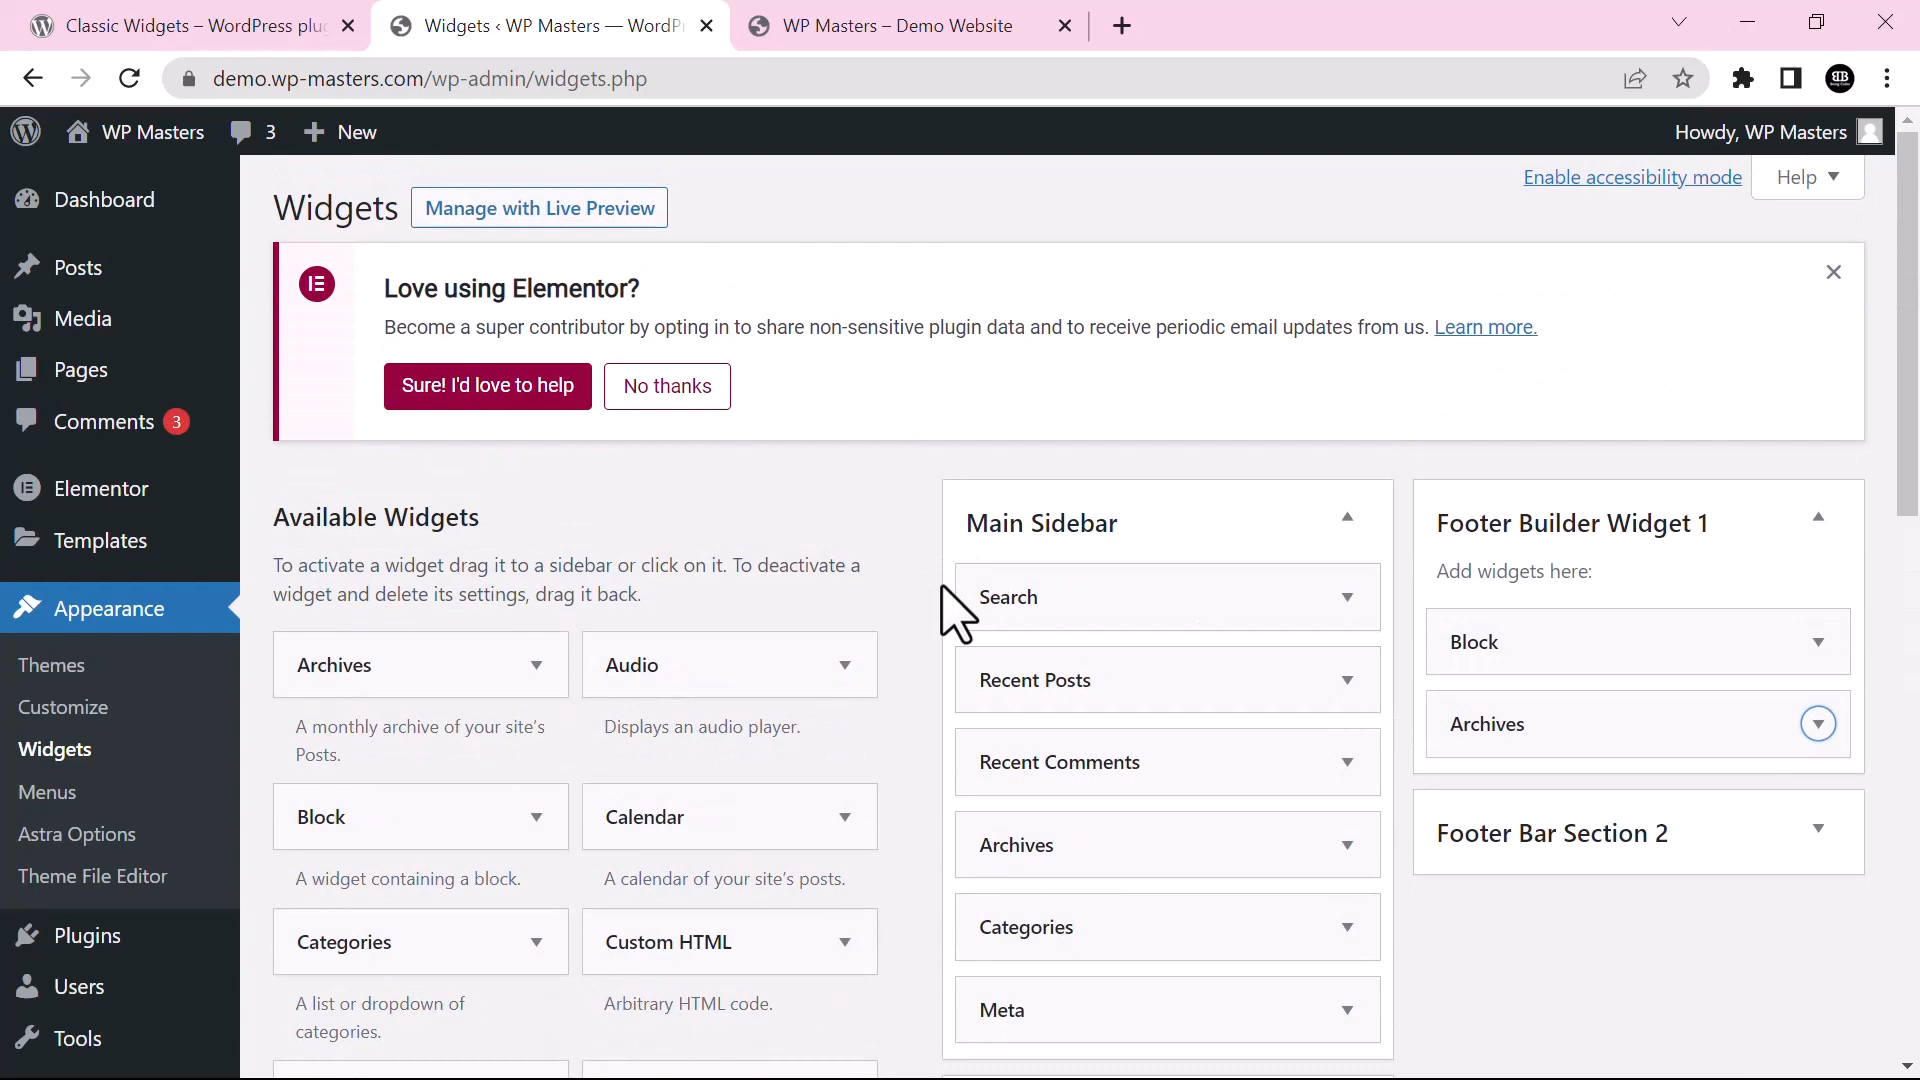 Classic Widgets – WordPress plug
Widgets ‹ WP Masters — WordPr
WP Masters – Demo Website
demo.wp-masters.com/wp-admin/widgets.php
WP Masters
3
New
Howdy, WP Masters
Dashboard
Posts
Media
Pages
Comments 3
Elementor
Templates
Appearance
Themes
Customize
Widgets
Menus
Astra Options
Theme File Editor
Plugins
Users
Tools
Widgets
Manage with Live Preview
Enable accessibility mode
Help
Love using Elementor?
Become a super contributor by opting in to share non-sensitive plugin data and to receive periodic email updates from us. Learn more.
Sure! I'd love to help
No thanks
Available Widgets
To activate a widget drag it to a sidebar or click on it. To deactivate a
widget and delete its settings, drag it back.
Archives
A monthly archive of your site's
Posts.
Audio
Displays an audio player.
Block
A widget containing a block.
Calendar
A calendar of your site's posts.
Categories
A list or dropdown of
categories.
Custom HTML
Arbitrary HTML code.
Main Sidebar
Search
Recent Posts
Recent Comments
Archives
Categories
Meta
Footer Builder Widget 1
Add widgets here:
Block
Archives
Footer Bar Section 2